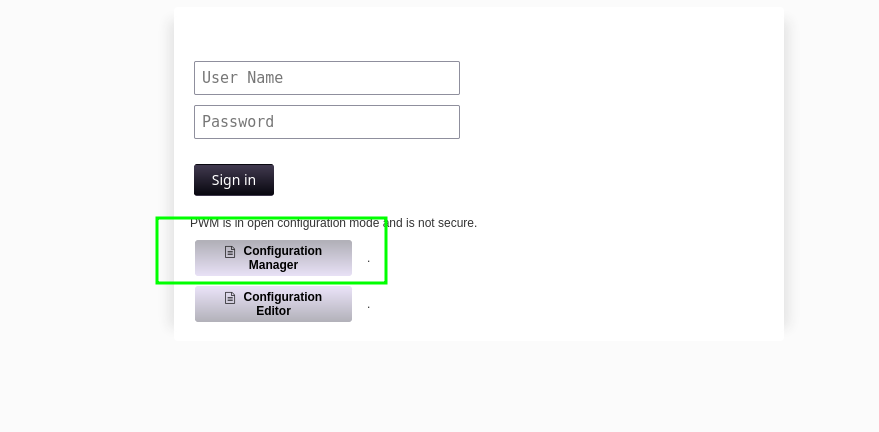 User Name
Password
Sign in
PWM is in open configuration mode and is not secure.
Configuration
Manager
.
Configuration
Editor
.